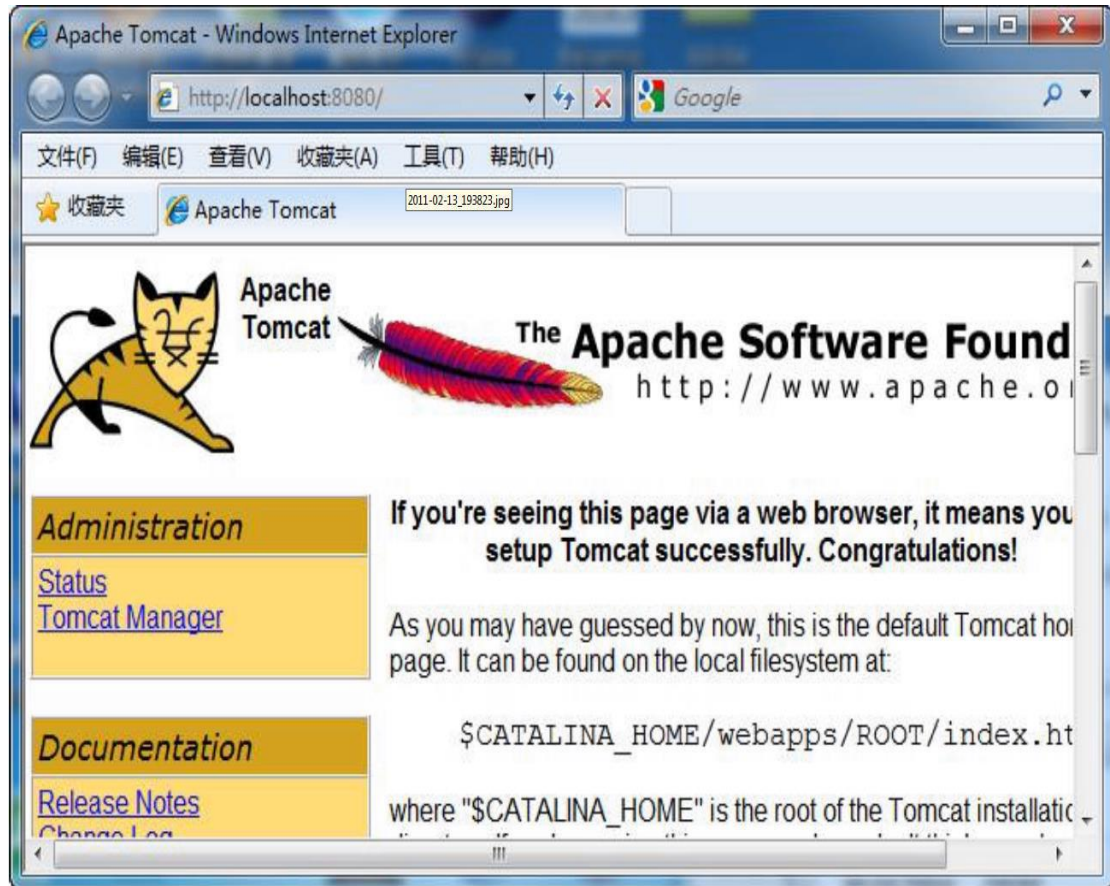 Apache Tomcat - Windows Internet Explorer
http://localhost:8080/
Google
文件(F) 编辑(E) 查看(V) 收藏夹(A) 工具(T) 帮助(H)
收藏夹
Apache Tomcat
2011-02-13_193823.jpg
Apache
Tomcat
The Apache Software Found
http://www.apache.or
Administration
Status
Tomcat Manager
If you're seeing this page via a web browser, it means you
setup Tomcat successfully. Congratulations!
As you may have guessed by now, this is the default Tomcat hor
page. It can be found on the local filesystem at:
$CATALINA_HOME/webapps/ROOT/index.ht
where "$CATALINA_HOME" is the root of the Tomcat installatic
Documentation
Release Notes
Change Log